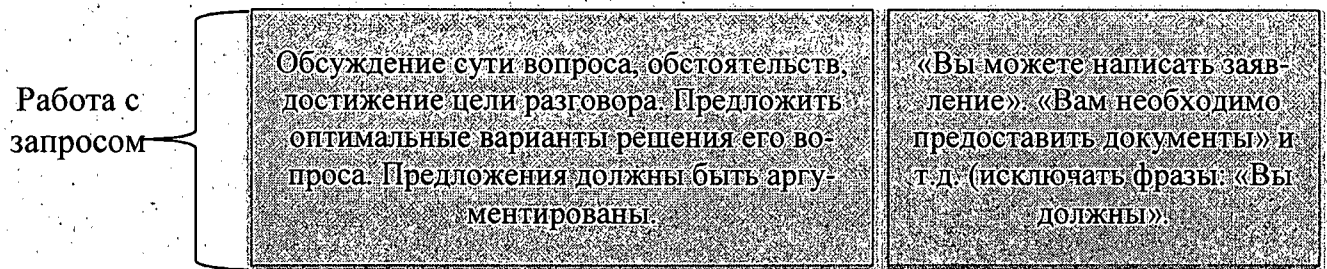 Работа с
запросом
Обсуждение сути вопроса, обстоятельств,
достижение цели разговора. Предложить
оптимальные варианты решения его во-
проса. Предложения должны быть аргу-
ментированы.
«Вы можете написать заяв-
ление». «Вам необходимо
предоставить документы» и
т.д. (исключать фразы: «Вы
должны».